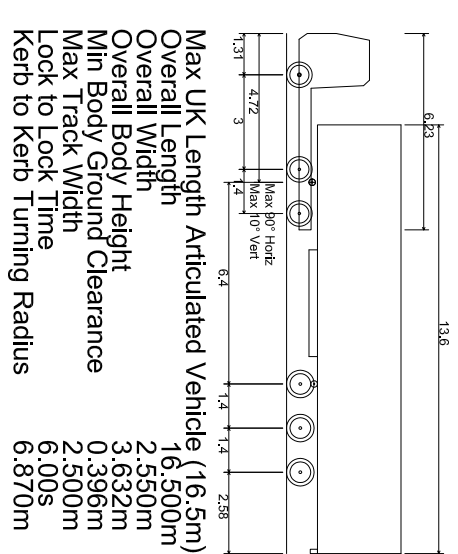 6.23
13.6
1.31
3
1.4
4.72
Max 90° Horiz
Max 10° Vert
6.4
1.4
1.4
2.58
Max UK Length Articulated Vehicle (16.5m)
Overall Length 16.500m
Overall Width 2.550m
Overall Body Height 3.632m
Min Body Ground Clearance 0.396m
Max Track Width 2.500m
Lock to Lock Time 6.00s
Kerb to Kerb Turning Radius 6.870m